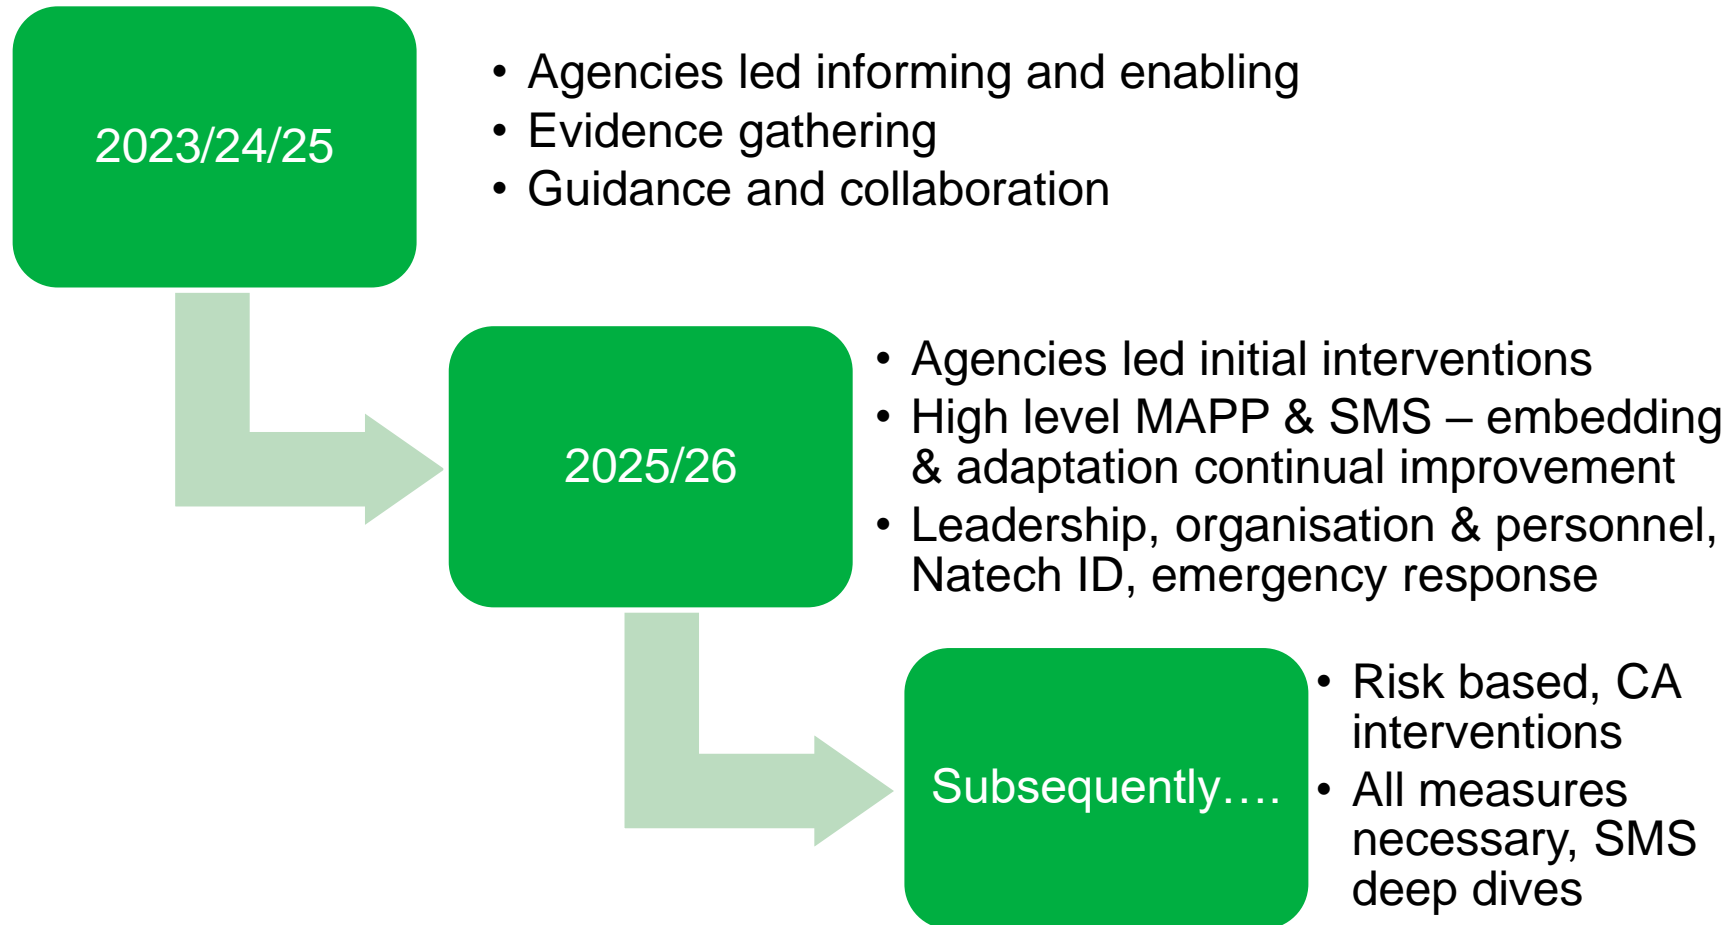 2023/24/25
• Agencies led informing and enabling
• Evidence gathering
• Guidance and collaboration
2025/26
• Agencies led initial interventions
• High level MAPP & SMS – embedding
& adaptation continual improvement
• Leadership, organisation & personnel,
Natech ID, emergency response
Subsequently....
• Risk based, CA
interventions
• All measures
necessary, SMS
deep dives